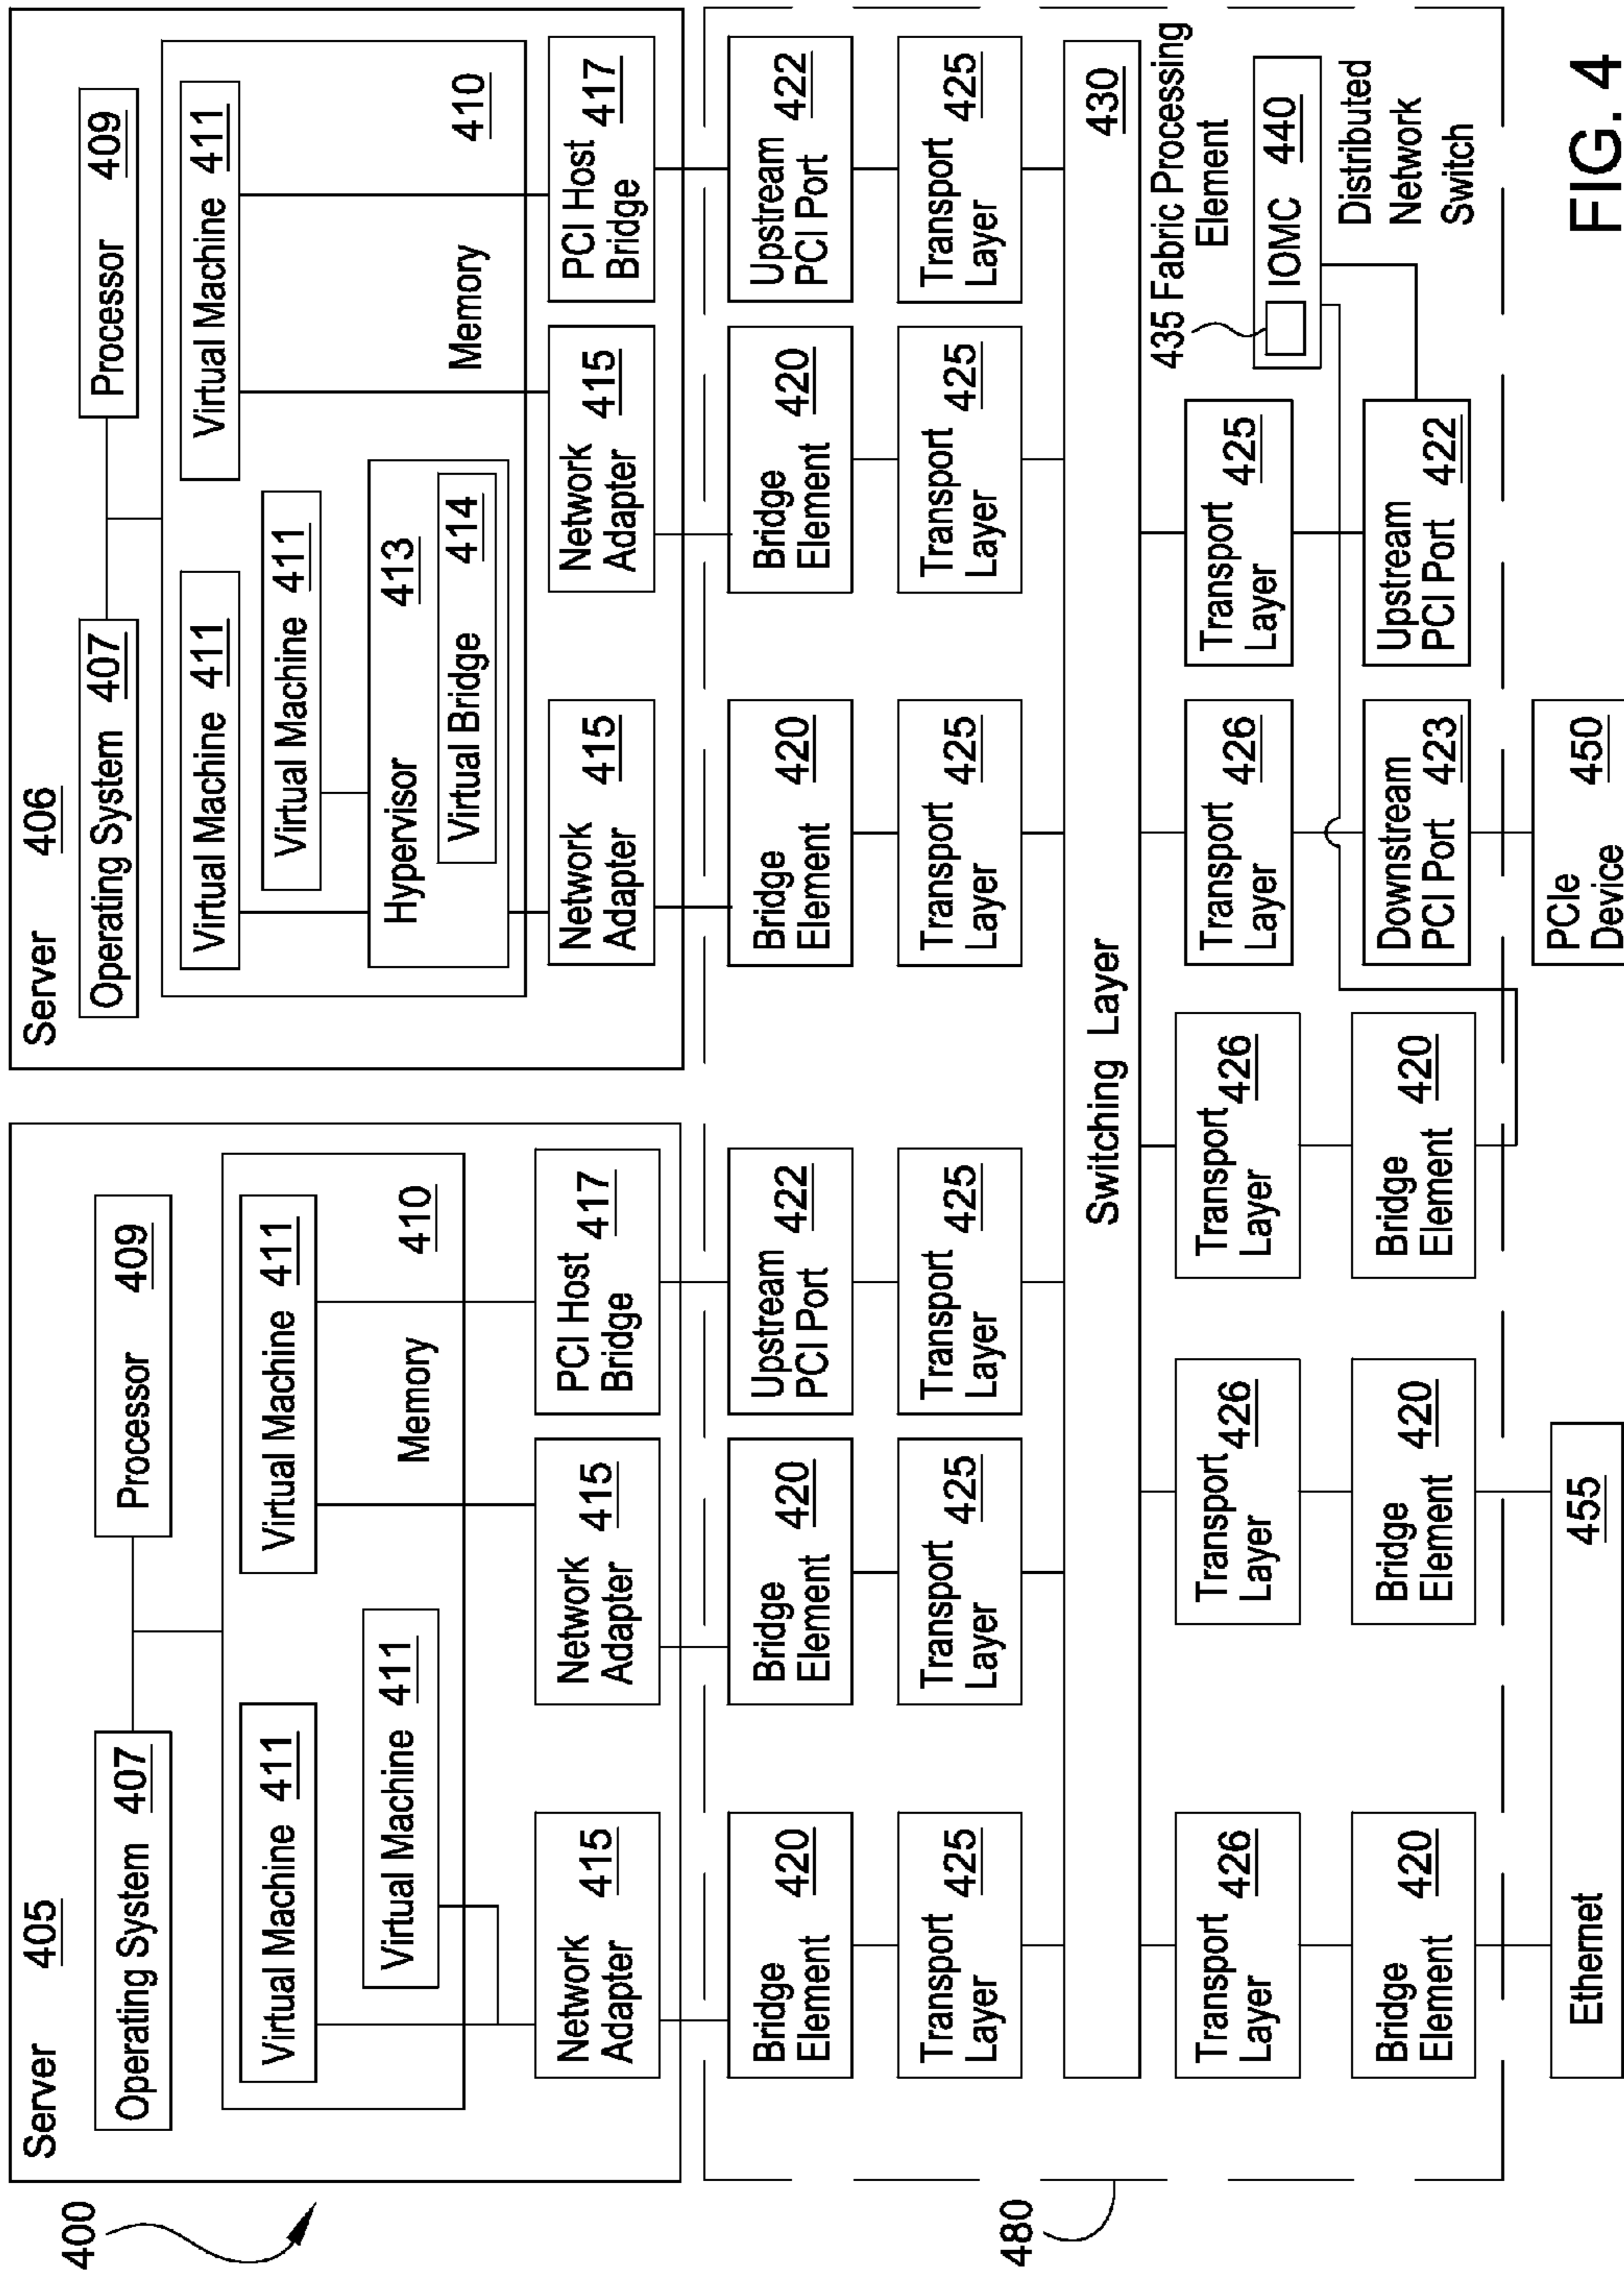 400
Server 405
Operating System 407
Processor 409
Virtual Machine 411
Virtual Machine 411
Virtual Machine 411
Memory 410
Network
Adapter 415
Network
Adapter 415
PCI Host
Bridge 417
Server 406
Operating System 407
Processor 409
Virtual Machine 411
Virtual Machine 411
Virtual Machine 411
Hypervisor 413
Virtual Bridge 414
Memory 410
Network
Adapter 415
Network
Adapter 415
PCI Host
Bridge 417
480
Bridge
Element 420
Bridge
Element 420
Upstream
PCI Port 422
Bridge
Element 420
Bridge
Element 420
Upstream
PCI Port 422
Transport
Layer 425
Transport
Layer 425
Transport
Layer 425
Transport
Layer 425
Transport
Layer 425
Transport
Layer 425
Switching Layer 430
Transport
Layer 426
Transport
Layer 426
Transport
Layer 426
Transport
Layer 426
Transport
Layer 425
435 Fabric Processing
Element
IOMC 440
Distributed
Network
Switch
Bridge
Element 420
Bridge
Element 420
Bridge
Element 420
Downstream
PCI Port 423
Upstream
PCI Port 422
Ethernet 455
PCIe
Device 450
FIG. 4